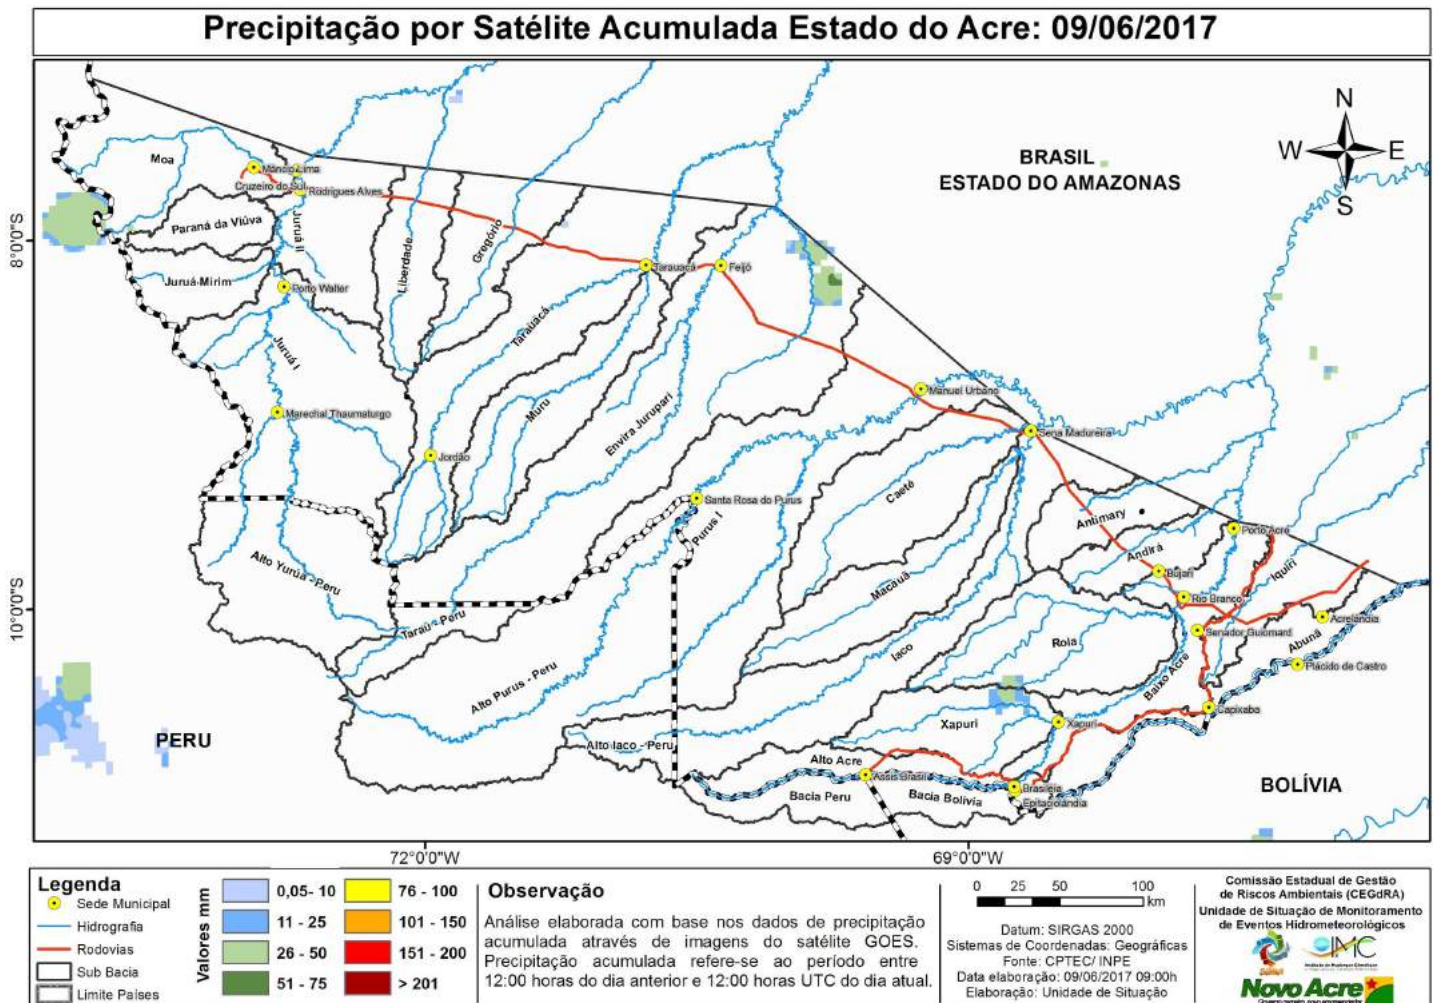 Precipitação por Satélite Acumulada Estado do Acre: 09/06/2017
N
W E
S
BRASIL
ESTADO DO AMAZONAS
Moa
Mâncio Lima
Cruzeiro do Sul
Rodrigues Alves
Paraná da Viúva
Juruá II
Liberdade
Gregório
8°0'0"S
Tarauacá
Feijó
Juruá-Mirim
Porto Walter
Tarauacá
Juruá I
Manuel Urbano
Marechal Thaumaturgo
Muru
Envira Jurupari
Sena Madureira
Jordão
Caeté
Santa Rosa do Purus
Purus I
Antimary
Porto Acre
Andirá
Bujari
Iquiri
Alto Yurúa - Peru
Macauã
Rio Branco
10°0'0"S
Taraú - Peru
Acrelândia
Senador Guiomard
Rola
Iaco
Abunã
Plácido de Castro
Baixo Acre
Alto Purus - Peru
Capixaba
Xapuri
Xapuri
PERU
Alto Iaco - Peru
Alto Acre
Assis Brasil
BOLÍVIA
Brasiléia
Bacia Peru
Bacia Bolívia
Epitaciolândia
72°0'0"W
69°0'0"W
Legenda
Sede Municipal
Hidrografia
Rodovias
Sub Bacia
Limite Países
Valores mm
0,05- 10
11 - 25
26 - 50
51 - 75
76 - 100
101 - 150
151 - 200
> 201
Observação
Análise elaborada com base nos dados de precipitação
acumulada através de imagens do satélite GOES.
Precipitação acumulada refere-se ao período entre
12:00 horas do dia anterior e 12:00 horas UTC do dia atual.
0 25 50 100
km
Datum: SIRGAS 2000
Sistemas de Coordenadas: Geográficas
Fonte: CPTEC/ INPE
Data elaboração: 09/06/2017 09:00h
Elaboração: Unidade de Situação
Comissão Estadual de Gestão
de Riscos Ambientais (CEGdRA)
Unidade de Situação de Monitoramento
de Eventos Hidrometeorológicos
IMC
Novo Acre